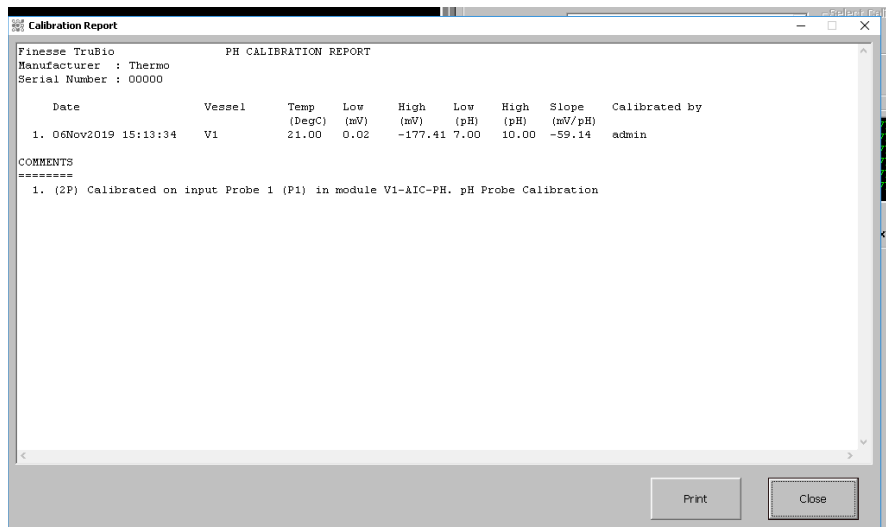 Select Cali
Calibration Report
Finesse TruBio PH CALIBRATION REPORT
Manufacturer : Thermo
Serial Number : 00000
Date Vessel Temp Low High Low High Slope Calibrated by
(DegC) (mV) (mV) (pH) (pH) (mV/pH)
1. 06Nov2019 15:13:34 V1 21.00 0.02 -177.41 7.00 10.00 -59.14 admin
COMMENTS
========
1. (2P) Calibrated on input Probe 1 (P1) in module V1-AIC-PH. pH Probe Calibration
Print Close